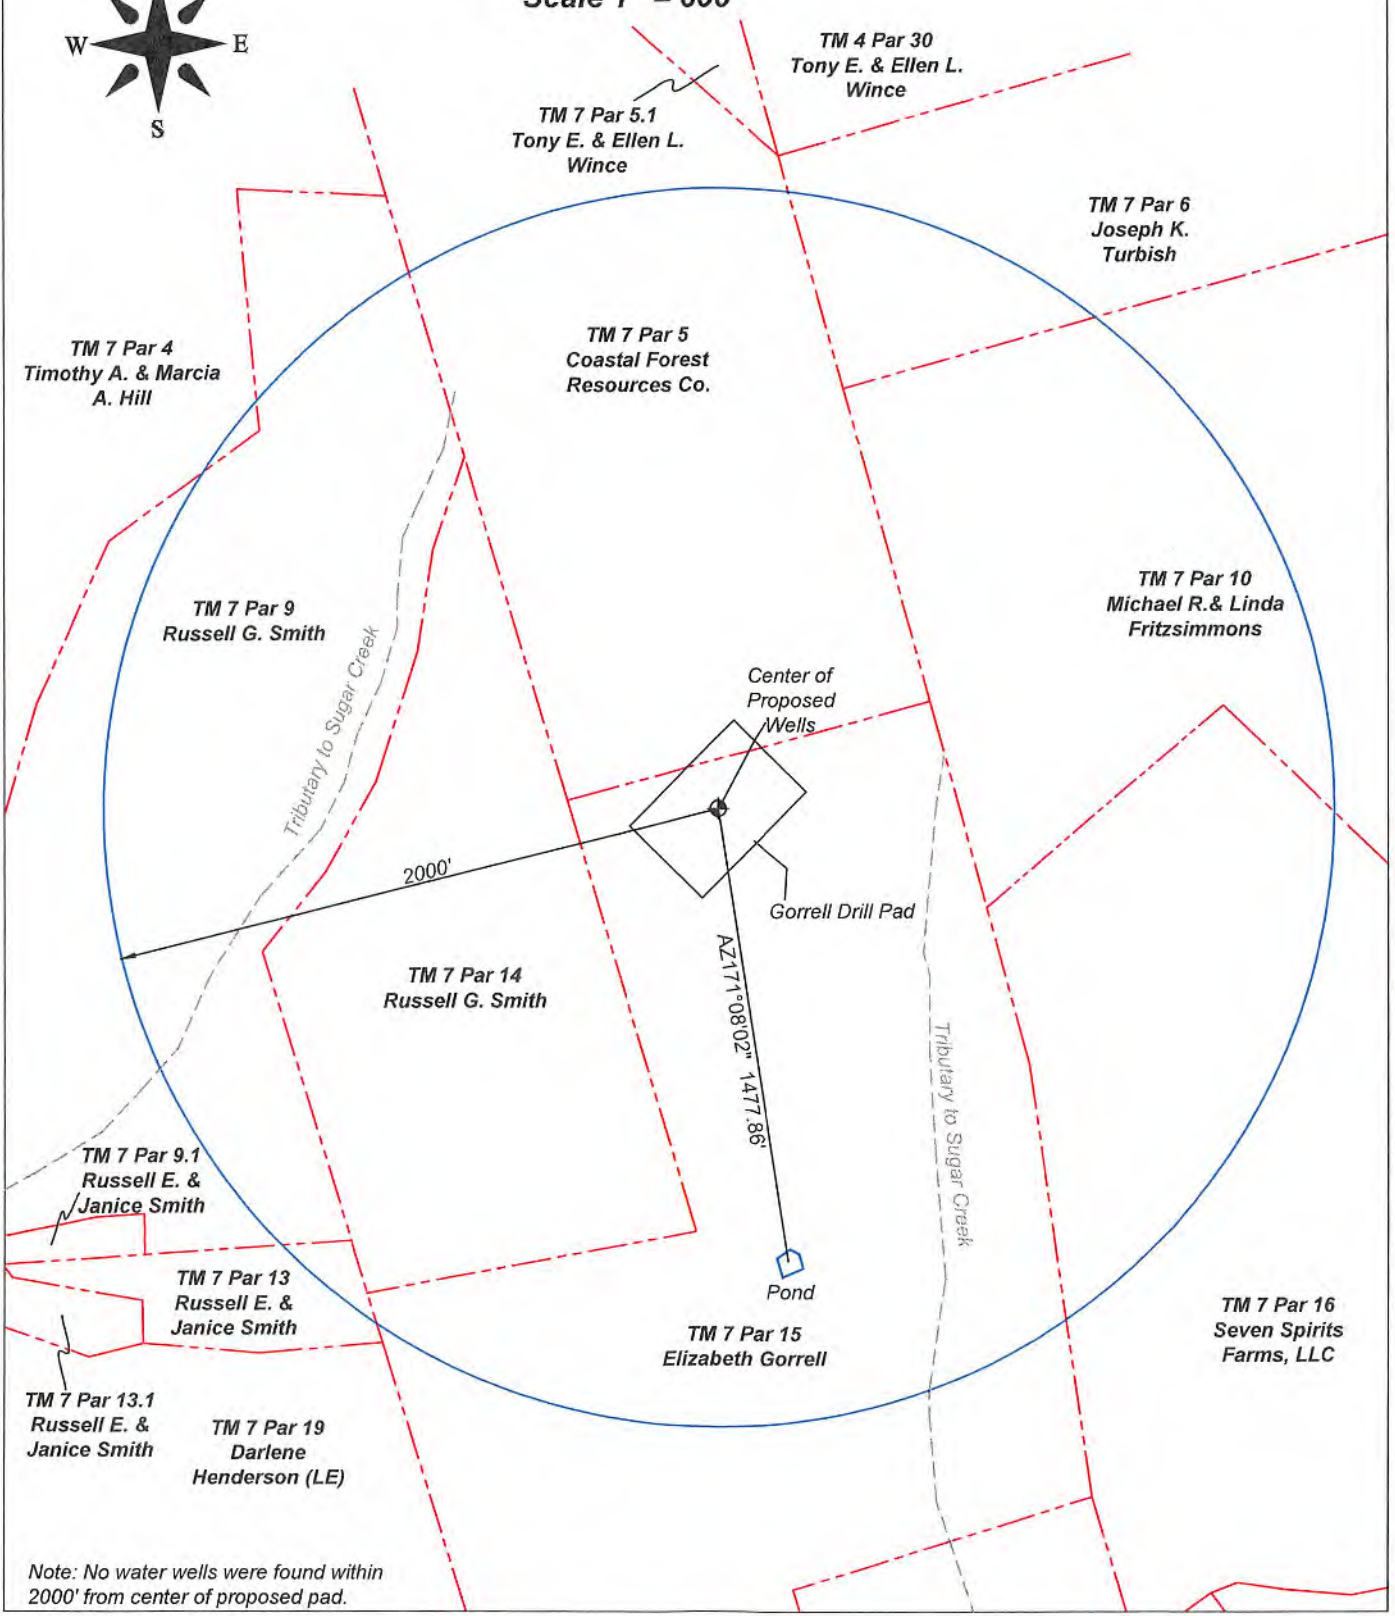 W
E
S
TM 4 Par 30
Tony E. & Ellen L.
Wince
TM 7 Par 5.1
Tony E. & Ellen L.
Wince
TM 7 Par 6
Joseph K.
Turbish
TM 7 Par 5
Coastal Forest
Resources Co.
TM 7 Par 4
Timothy A. & Marcia
A. Hill
TM 7 Par 9
Russell G. Smith
Tributary to Sugar Creek
TM 7 Par 10
Michael R.& Linda
Fritzsimmons
Center of
Proposed
Wells
2000'
Gorrell Drill Pad
AZ171°08'02" 1477.86'
TM 7 Par 14
Russell G. Smith
Tributary to Sugar Creek
TM 7 Par 9.1
Russell E. &
Janice Smith
TM 7 Par 13
Russell E. &
Janice Smith
Pond
TM 7 Par 15
Elizabeth Gorrell
TM 7 Par 16
Seven Spirits
Farms, LLC
TM 7 Par 13.1
Russell E. &
Janice Smith
TM 7 Par 19
Darlene
Henderson (LE)
Note: No water wells were found within
2000' from center of proposed pad.